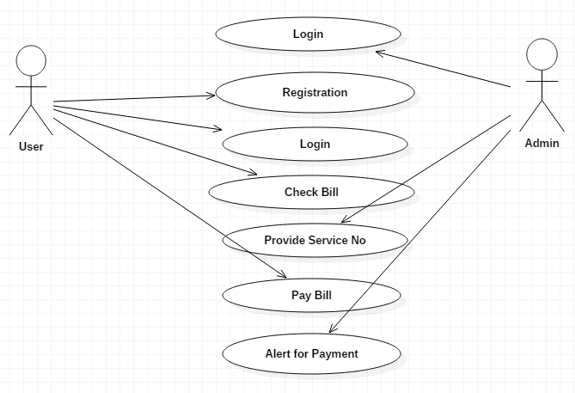 Login
Registration
User
Admin
Login
Check Bill
Provide Service No
Pay Bill
Alert for Payment